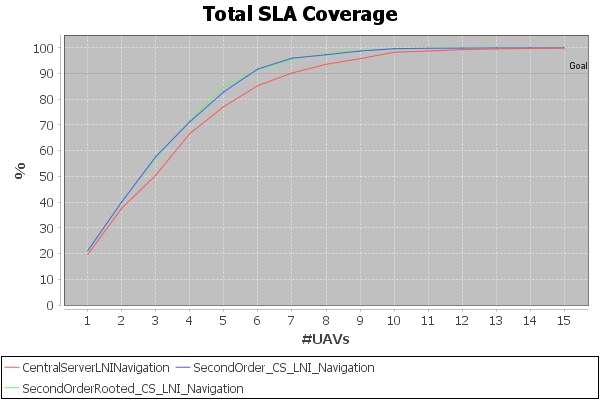 Total SLA Coverage
100
90
80
70
60
50
40
30
20
10
0
%
Goal
1 2 3 4 5 6 7 8 9 10 11 12 13 14 15
#UAVs
CentralServerLNINavigation SecondOrder_CS_LNI_Navigation
SecondOrderRooted_CS_LNI_Navigation